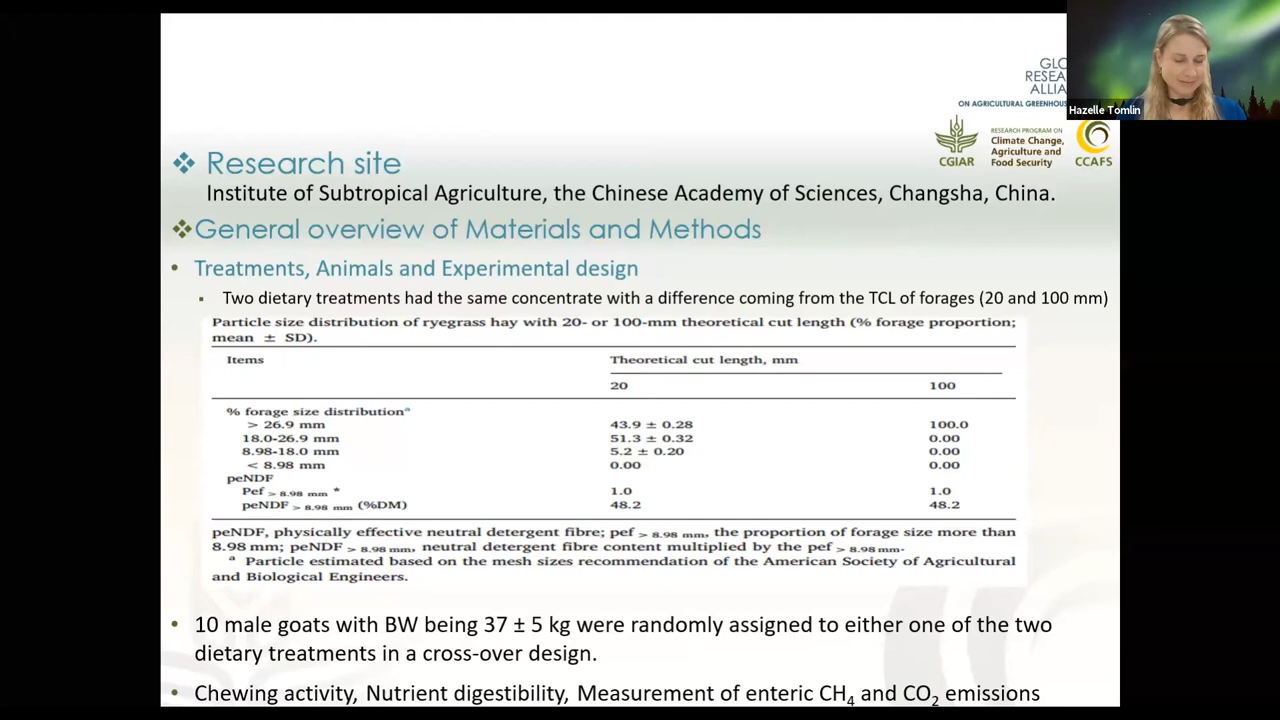 GLO
RESEA
ALLIA
ON AGRICULTURAL GREENHOUS
Hazelle Tomlin
CGIAR
RESEARCH PROGRAM ON
Climate Change,
Agriculture and
Food Security
CCAFS
❖ Research site
Institute of Subtropical Agriculture, the Chinese Academy of Sciences, Changsha, China.
❖General overview of Materials and Methods
• Treatments, Animals and Experimental design
▪ Two dietary treatments had the same concentrate with a difference coming from the TCL of forages (20 and 100 mm)
Particle size distribution of ryegrass hay with 20- or 100-mm theoretical cut length (% forage proportion;
mean ± SD).
Items Theoretical cut length, mm
20 100
% forage size distributionᵃ
> 26.9 mm 43.9 ± 0.28 100.0
18.0-26.9 mm 51.3 ± 0.32 0.00
8.98-18.0 mm 5.2 ± 0.20 0.00
< 8.98 mm 0.00 0.00
peNDF
Pef > 8.98 mm * 1.0 1.0
peNDF > 8.98 mm (%DM) 48.2 48.2
peNDF, physically effective neutral detergent fibre; pef > 8.98 mm, the proportion of forage size more than
8.98 mm; peNDF > 8.98 mm, neutral detergent fibre content multiplied by the pef > 8.98 mm.
ᵃ Particle estimated based on the mesh sizes recommendation of the American Society of Agricultural
and Biological Engineers.
• 10 male goats with BW being 37 ± 5 kg were randomly assigned to either one of the two
dietary treatments in a cross-over design.
• Chewing activity, Nutrient digestibility, Measurement of enteric CH₄ and CO₂ emissions